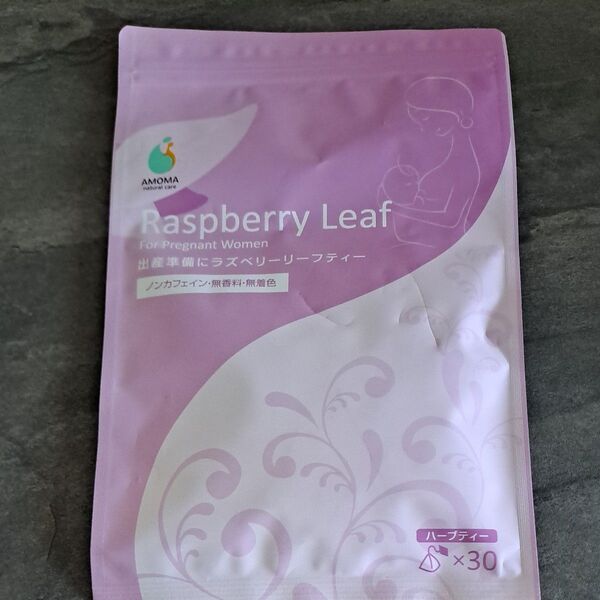 AMOMA
natural care
Raspberry Leaf
For Pregnant Women
出産準備にラズベリーリーフティー
ノンカフェイン・無香料・無着色
ハーブティー
×30